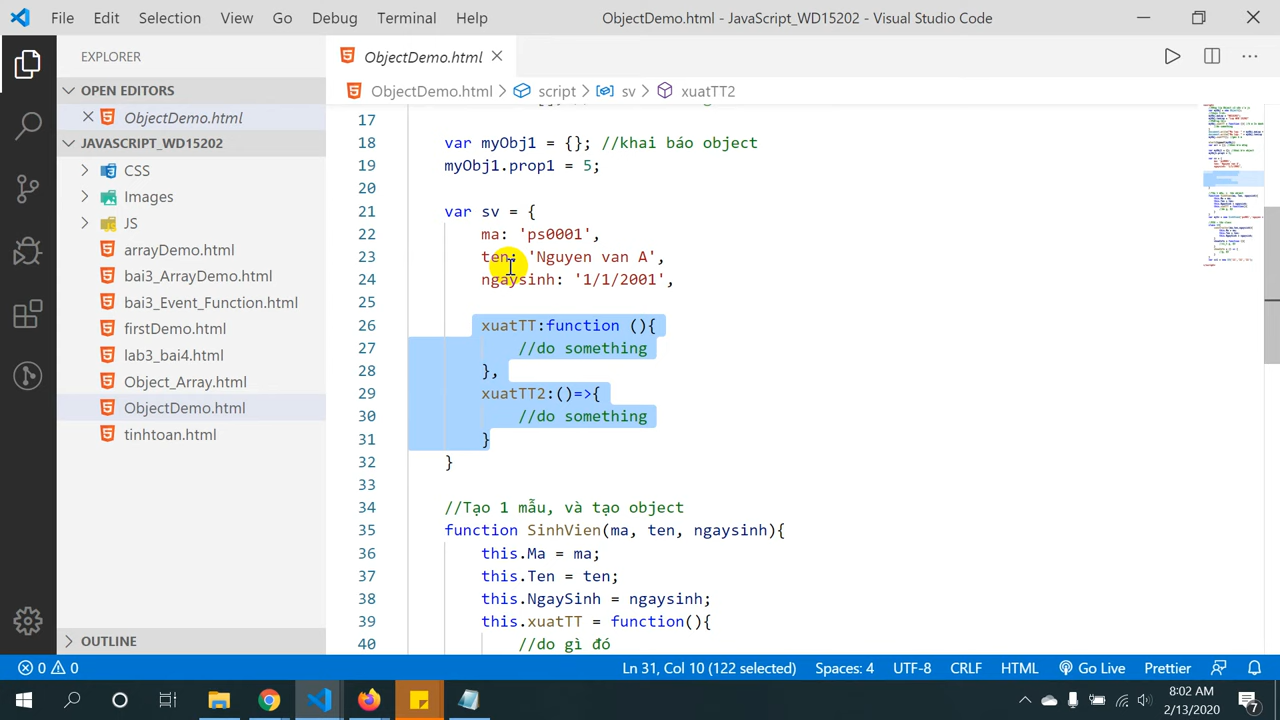 File Edit Selection View Go Debug Terminal Help ObjectDemo.html - JavaScript_WD15202 - Visual Studio Code
EXPLORER
OPEN EDITORS
ObjectDemo.html
JAVASCRIPT_WD15202
CSS
Images
JS
arrayDemo.html
bai3_ArrayDemo.html
bai3_Event_Function.html
firstDemo.html
lab3_bai4.html
Object_Array.html
ObjectDemo.html
tinhtoan.html
OUTLINE
ObjectDemo.html
ObjectDemo.html > script > sv > xuatTT2
17
18 var myObj1 = {}; //khai báo object
19 myObj1.prop1 = 5;
20
21 var sv = {
22 ma: 'ps0001',
23 ten: 'Nguyen van A',
24 ngaysinh: '1/1/2001',
25
26 xuatTT:function (){
27 //do something
28 },
29 xuatTT2:()=>{
30 //do something
31 }
32 }
33
34 //Tạo 1 mẫu, và tạo object
35 function SinhVien(ma, ten, ngaysinh){
36 this.Ma = ma;
37 this.Ten = ten;
38 this.NgaySinh = ngaysinh;
39 this.xuatTT = function(){
40 //do gì đó
0 0 Ln 31, Col 10 (122 selected) Spaces: 4 UTF-8 CRLF HTML Go Live Prettier
8:02 AM
2/13/2020
7